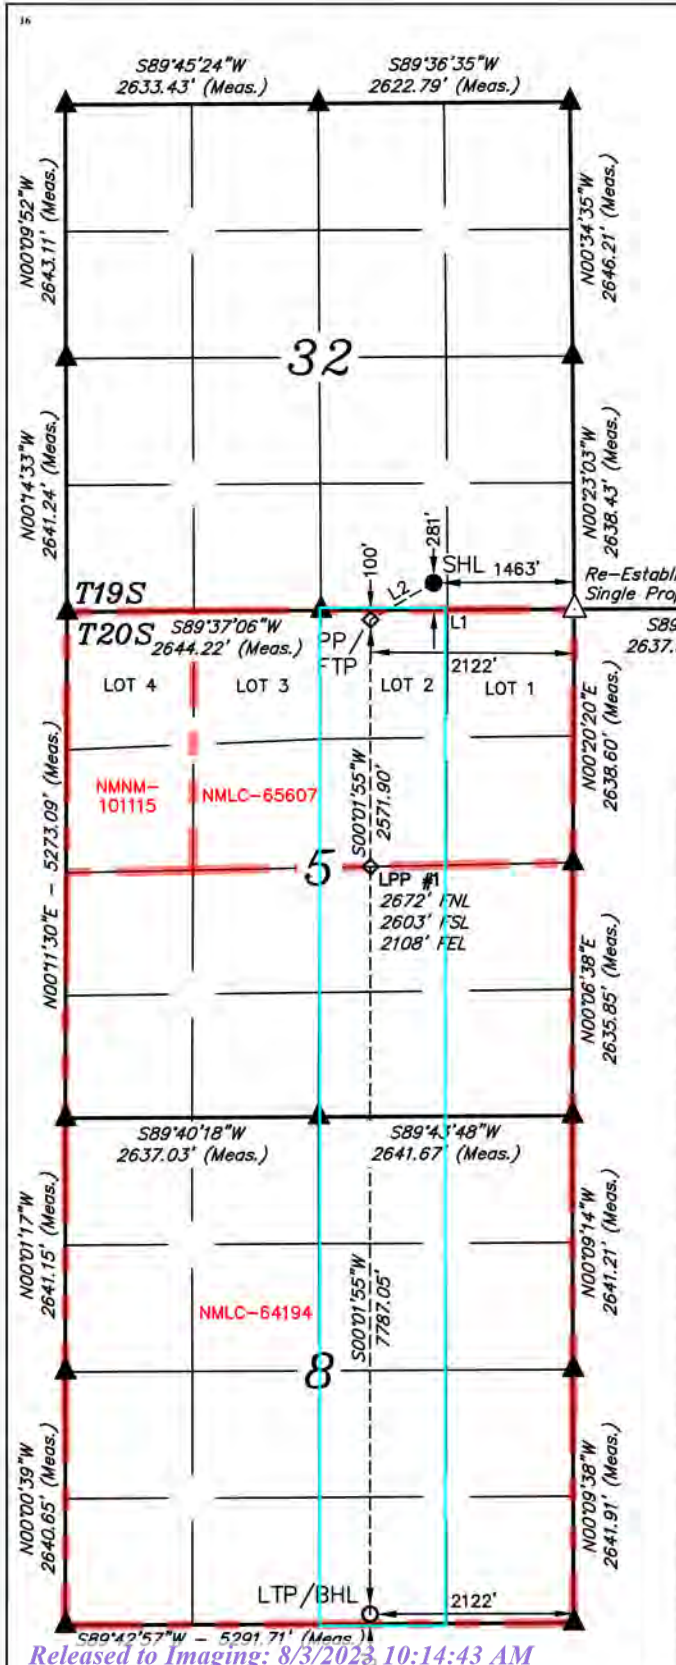 16
S89°45'24"W
2633.43' (Meas.)
S89°36'35"W
2622.79' (Meas.)
N00°09'52"W
2643.11' (Meas.)
N00°34'35"W
2646.21' (Meas.)
32
N00°14'33"W
2641.24' (Meas.)
N00°23'03"W
2638.43' (Meas.)
100'
281'
L2
SHL 1463'
Re-Establi
Single Prop
T19S
T20S
S89°37'06"W
2644.22' (Meas.)
PP/
FTP
L1
2122'
S89
2637.
LOT 4
LOT 3
LOT 2
LOT 1
N00°11'30"E - 5273.09' (Meas.)
NMNM-
101115
NMLC-65607
S00°01'55"W
2571.90'
N00°20'20"E
2638.60' (Meas.)
5
LPP #1
2672' FNL
2603' FSL
2108' FEL
N00°06'38"E
2635.85' (Meas.)
S89°40'18"W
2637.03' (Meas.)
S89°43'48"W
2641.67' (Meas.)
N00°01'17"W
2641.15' (Meas.)
S00°01'55"W
7787.05'
N00°09'14"W
2641.21' (Meas.)
NMLC-64194
8
N00°00'39"W
2640.65' (Meas.)
N00°09'38"W
2641.91' (Meas.)
LTP/BHL
2122'
S89°42'57"W - 5291.71' (Meas.)
Released to Imaging: 8/3/2023 10:14:43 AM